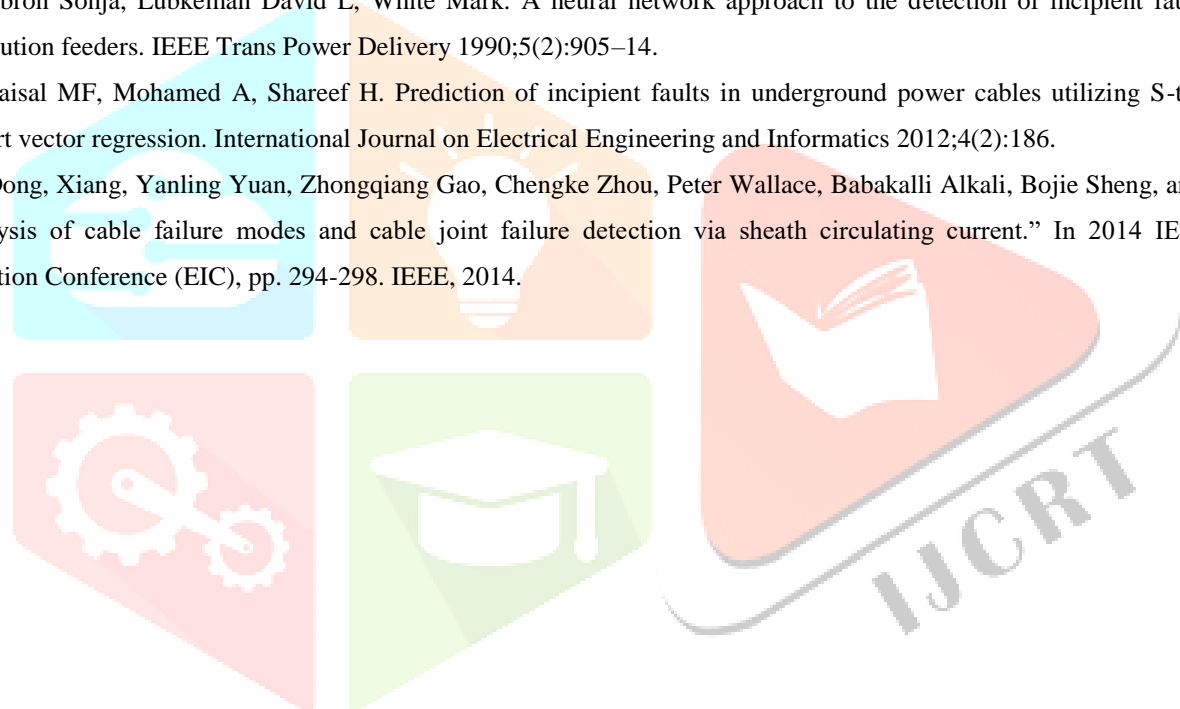 Sonja, Lubkeman David L, White Mark. A neural network approach to the detection of incipient
ution feeders. IEEE Trans Power Delivery 1990;5(2):905–14.
aisal MF, Mohamed A, Shareef H. Prediction of incipient faults in underground power cables utilizing S-t
rt vector regression. International Journal on Electrical Engineering and Informatics 2012;4(2):186.
Dong, Xiang, Yanling Yuan, Zhongqiang Gao, Chengke Zhou, Peter Wallace, Babakalli Alkali, Bojie Sheng,
ysis of cable failure modes and cable joint failure detection via sheath circulating current.” In 2014
tion Conference (EIC), pp. 294-298. IEEE, 2014.
IJCRT